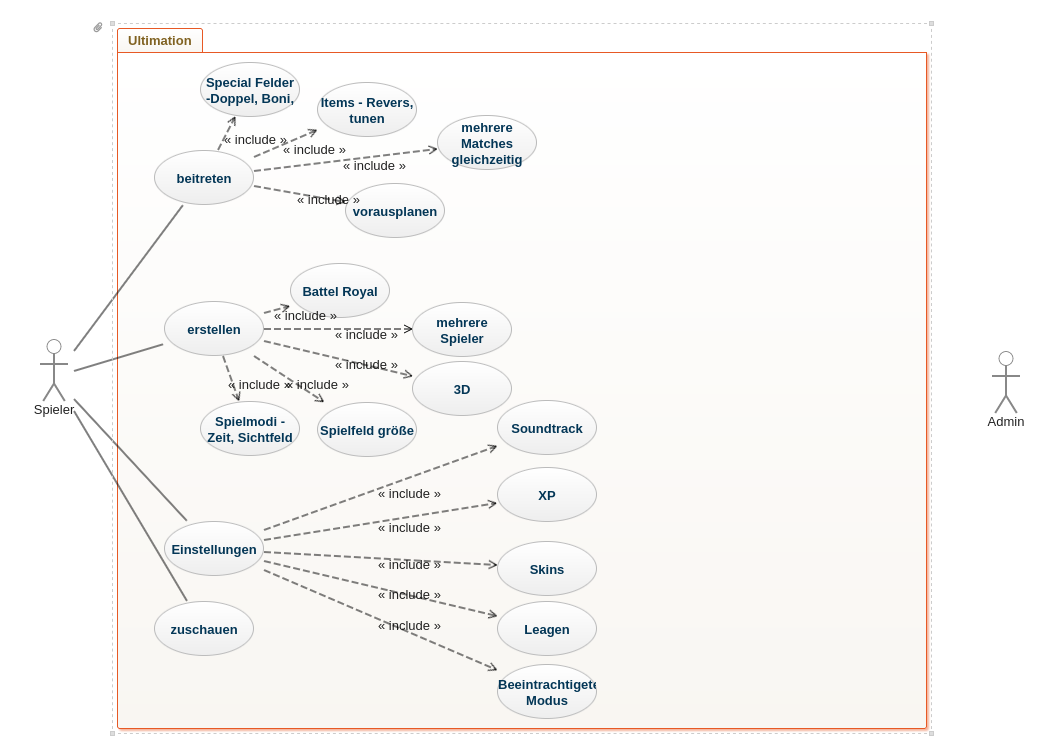 Ultimation
Special Felder
-Doppel, Boni,
Items - Revers,
tunen
mehrere
Matches
gleichzeitig
« include »
« include »
« include »
beitreten
« include »
vorausplanen
Battel Royal
« include »
erstellen
mehrere
Spieler
« include »
« include »
3D
« include »
« include »
Spieler
Admin
Spielmodi -
Zeit, Sichtfeld
Spielfeld größe
Soundtrack
« include »
XP
« include »
Einstellungen
« include »
Skins
« include »
zuschauen
« include »
Leagen
Beeintrachtigete
Modus